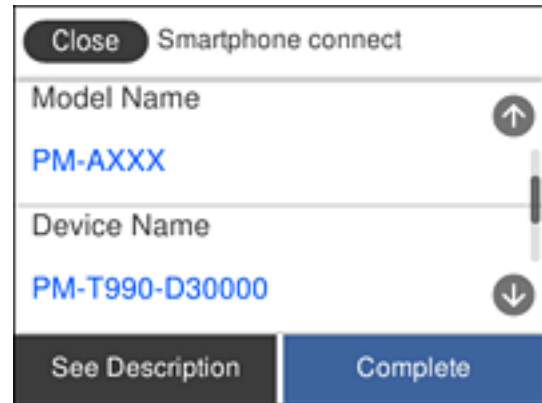 Close Smartphone connect
Model Name
PM-AXXX
Device Name
PM-T990-D30000
See Description Complete